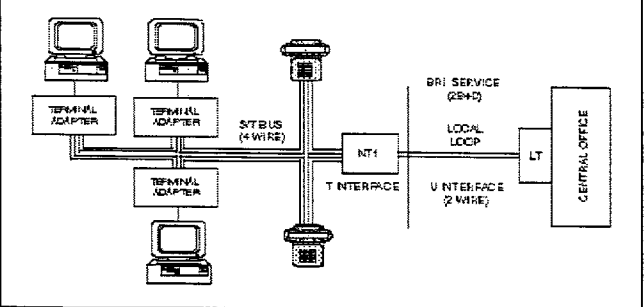 TERMINAL
ADAPTER
TERMINAL
ADAPTER
S/T BUS
(4 WIRE)
TERMINAL
ADAPTER
NT1
T INTERFACE
BRI SERVICE
(2B+D)
LOCAL
LOOP
U INTERFACE
(2 WIRE)
LT
CENTRAL OFFICE